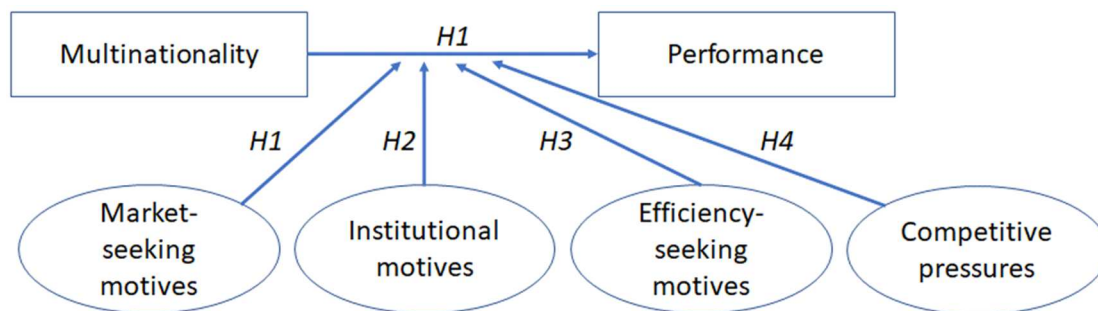 H1
Multinationality
Performance
H1
H2
H3
H4
Market-
seeking
motives
Institutional
motives
Efficiency-
seeking
motives
Competitive
pressures